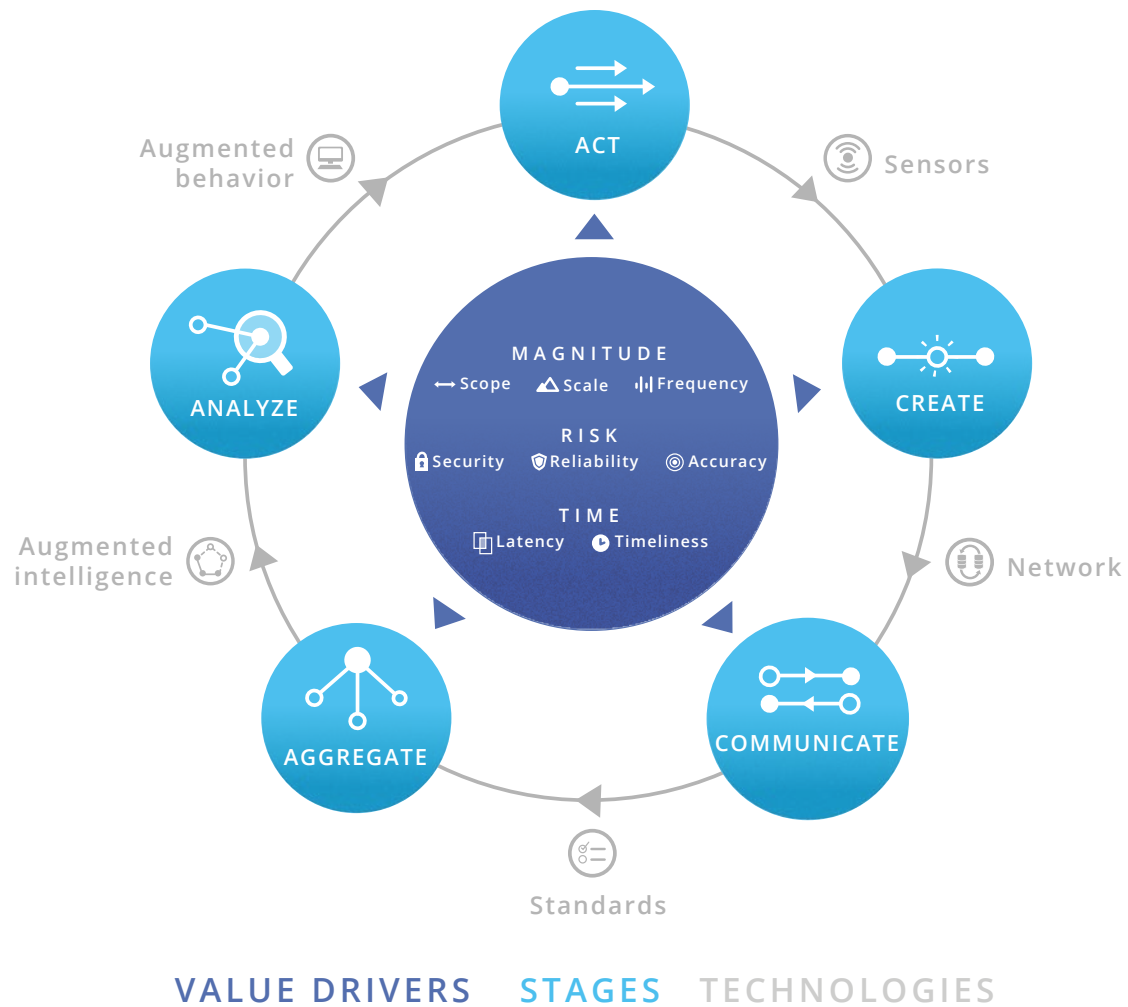 ACT
Augmented
behavior
Sensors
MAGNITUDE
Scope Scale Frequency
RISK
Security Reliability Accuracy
TIME
Latency Timeliness
ANALYZE
CREATE
Augmented
intelligence
Network
AGGREGATE
COMMUNICATE
Standards
VALUE DRIVERS STAGES TECHNOLOGIES